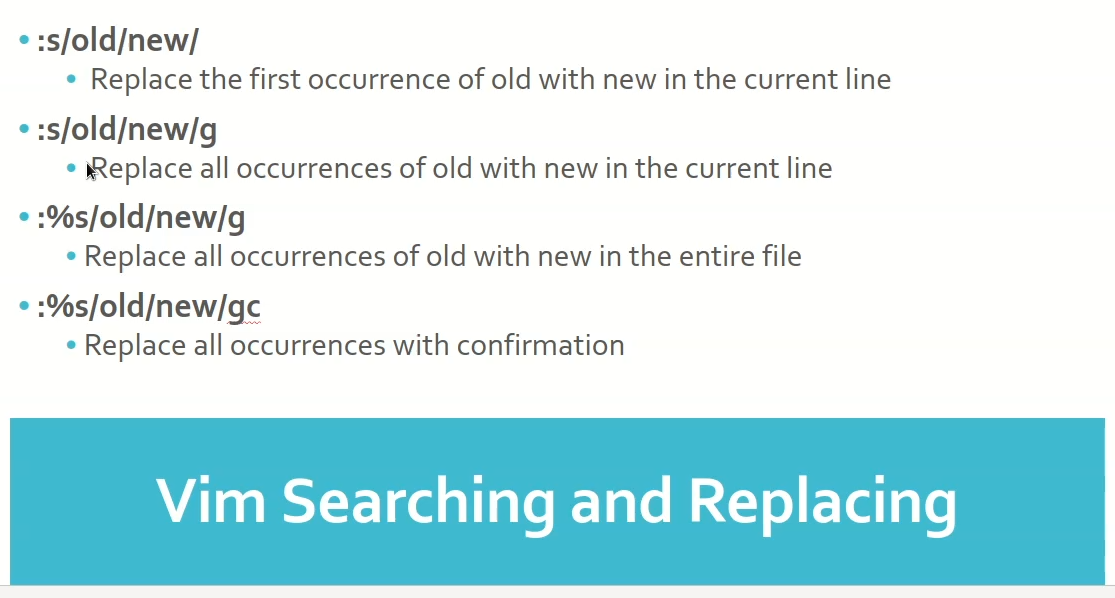 • :s/old/new/
• Replace the first occurrence of old with new in the current line
• :s/old/new/g
• Replace all occurrences of old with new in the current line
• :%s/old/new/g
• Replace all occurrences of old with new in the entire file
• :%s/old/new/gc
• Replace all occurrences with confirmation
Vim Searching and Replacing